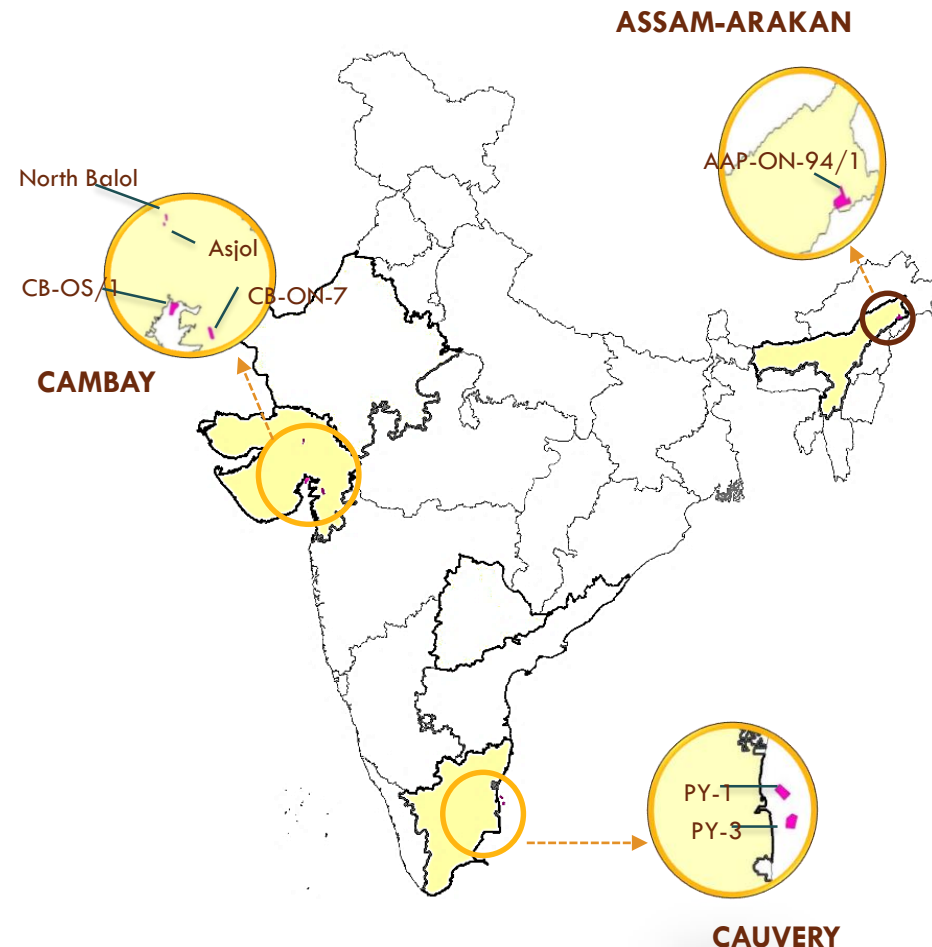 ASSAM-ARAKAN
AAP-ON-94/1
North Balol
Asjol
CB-OS/1
CB-ON-7
CAMBAY
PY-1
PY-3
CAUVERY